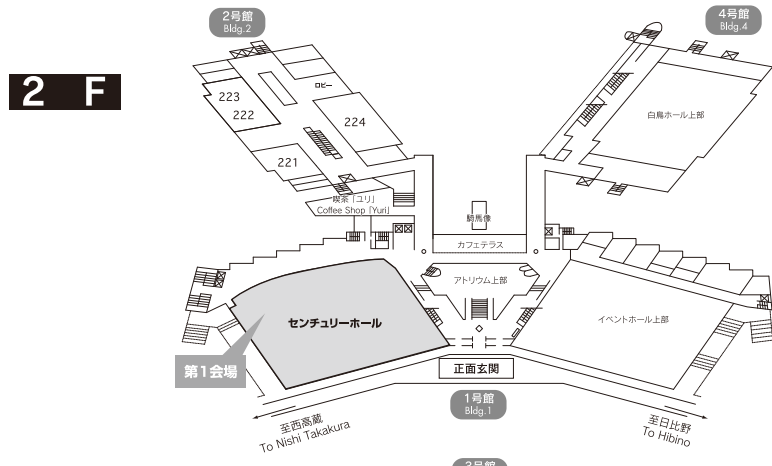 2号館
Bldg.2
4号館
Bldg.4
2 F
ロビー
223
222
224
221
白鳥ホール上部
喫茶「ユリ」
Coffee Shop「Yuri」
騎馬像
カフェテラス
アトリウム上部
センチュリーホール
イベントホール上部
第1会場
正面玄関
1号館
Bldg.1
至西高蔵
To Nishi Takakura
至日比野
To Hibino
3号館